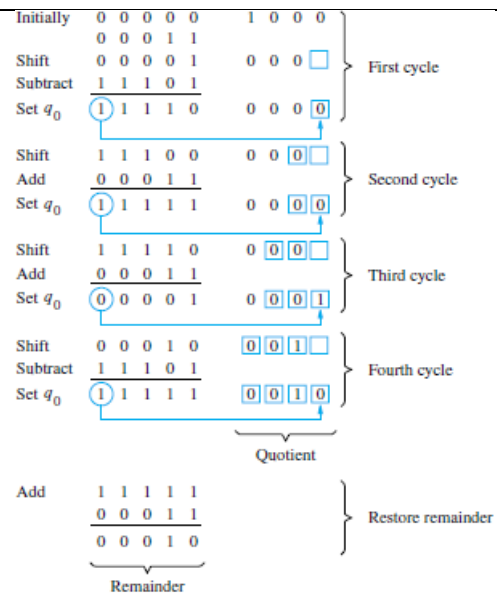 Initially 0 0 0 0 0 1 0 0 0
0 0 0 1 1
Shift 0 0 0 0 1 0 0 0
Subtract 1 1 1 0 1
Set q0 1 1 1 1 0 0 0 0 0
First cycle
Shift 1 1 1 0 0 0 0 0
Add 0 0 0 1 1
Set q0 1 1 1 1 1 0 0 0 0
Second cycle
Shift 1 1 1 1 0 0 0 0
Add 0 0 0 1 1
Set q0 0 0 0 0 1 0 0 0 1
Third cycle
Shift 0 0 0 1 0 0 0 1
Subtract 1 1 1 0 1
Set q0 1 1 1 1 1 0 0 1 0
Fourth cycle
Quotient
Add 1 1 1 1 1
0 0 0 1 1
0 0 0 1 0
Restore remainder
Remainder